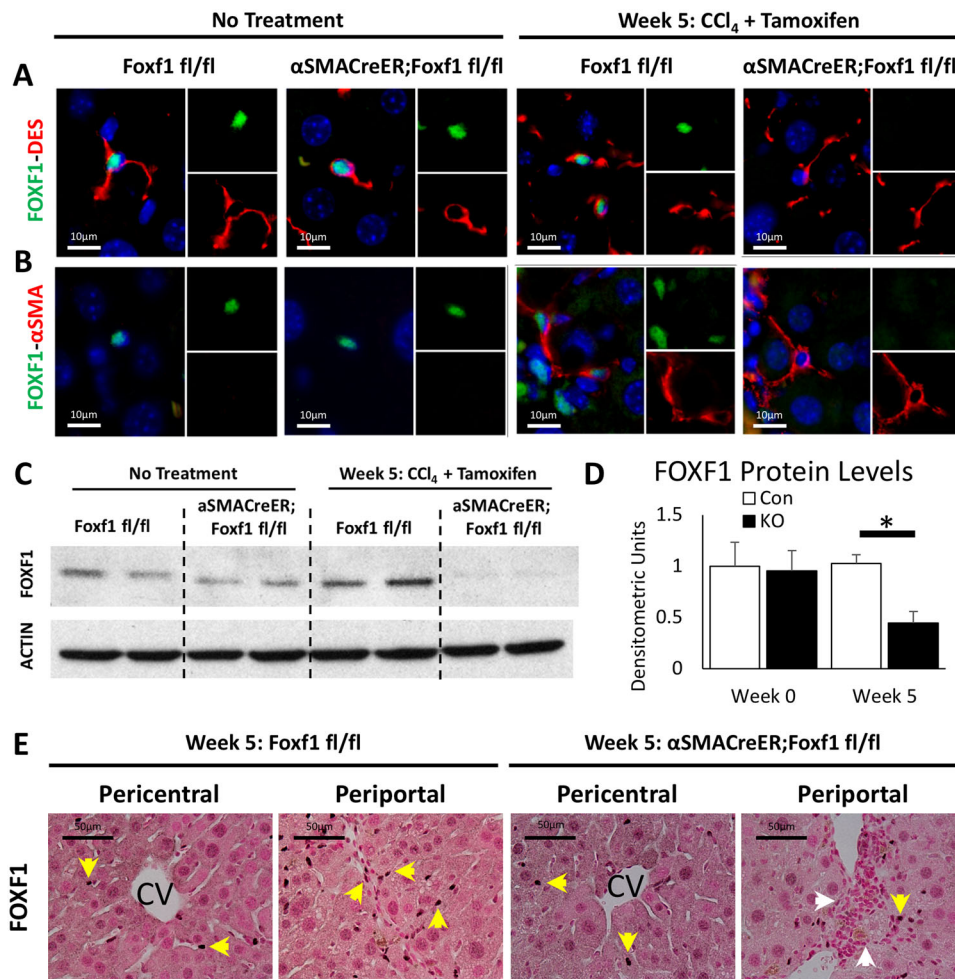 No Treatment
Week 5: CCl₄ + Tamoxifen
A
Foxf1 fl/fl
αSMACreER;Foxf1 fl/fl
Foxf1 fl/fl
αSMACreER;Foxf1 fl/fl
FOXF1-DES
10μm
10μm
10μm
10μm
B
FOXF1-αSMA
10μm
10μm
10μm
10μm
C
No Treatment
Week 5: CCl₄ + Tamoxifen
Foxf1 fl/fl
aSMACreER;
Foxf1 fl/fl
Foxf1 fl/fl
aSMACreER;
Foxf1 fl/fl
FOXF1
ACTIN
D
FOXF1 Protein Levels
Con
KO
*
Densitometric Units
1.5
1
0.5
0
Week 0
Week 5
E
Week 5: Foxf1 fl/fl
Week 5: αSMACreER;Foxf1 fl/fl
Pericentral
Periportal
Pericentral
Periportal
FOXF1
50μm
50μm
50μm
50μm
CV
CV